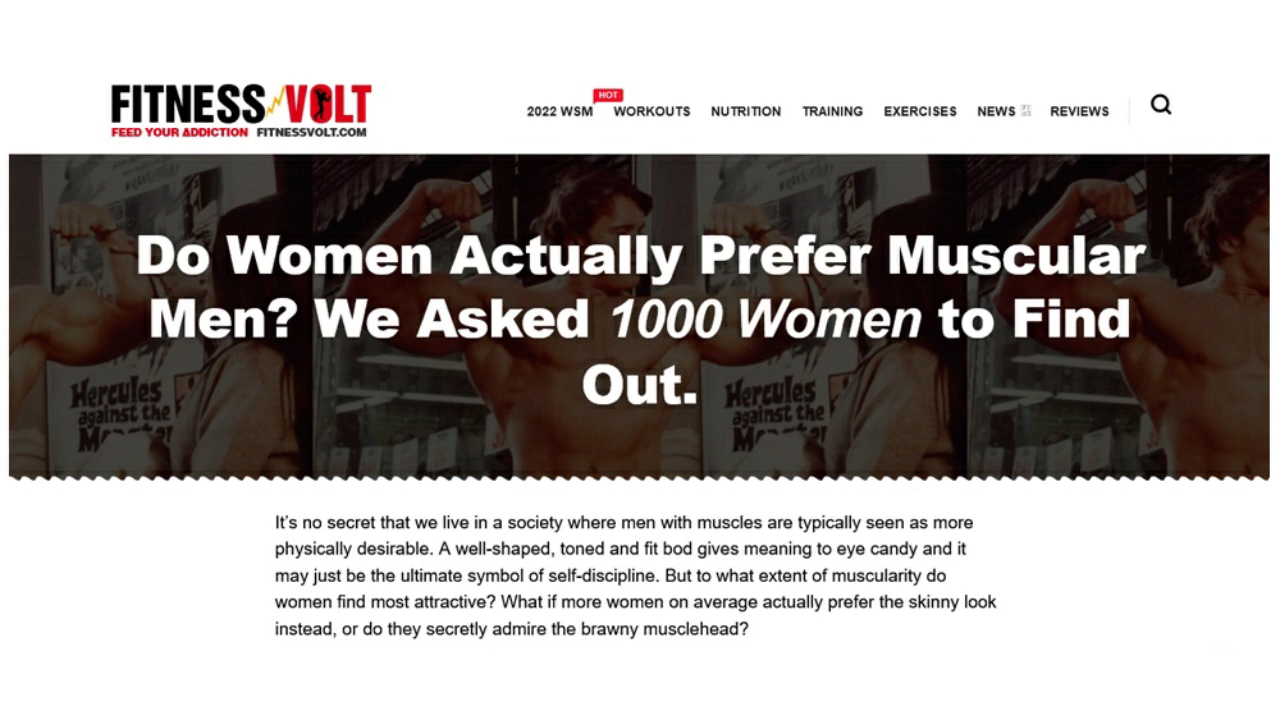 FITNESS VOLT
FEED YOUR ADDICTION FITNESSVOLT.COM
HOT
2022 WSM WORKOUTS NUTRITION TRAINING EXERCISES NEWS REVIEWS
Do Women Actually Prefer Muscular
Men? We Asked 1000 Women to Find
Out.
Hercules
against the
Hercules
against the
It's no secret that we live in a society where men with muscles are typically seen as more
physically desirable. A well-shaped, toned and fit bod gives meaning to eye candy and it
may just be the ultimate symbol of self-discipline. But to what extent of muscularity do
women find most attractive? What if more women on average actually prefer the skinny look
instead, or do they secretly admire the brawny musclehead?